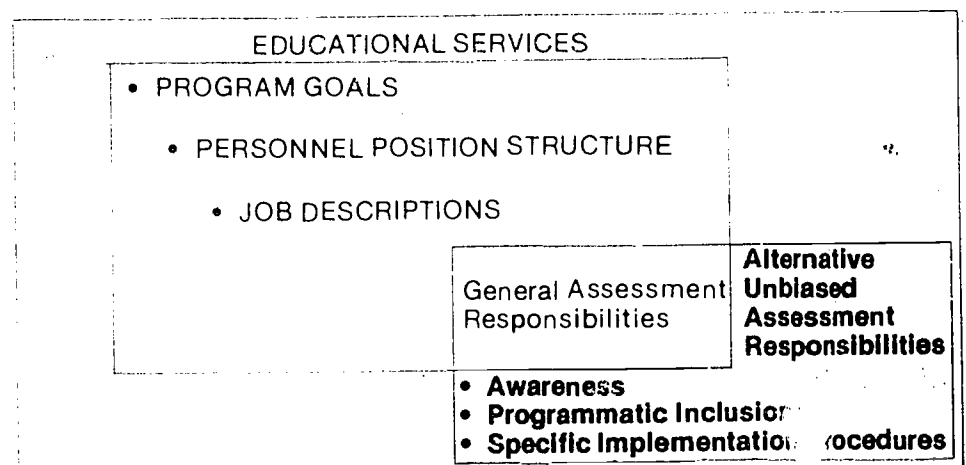 EDUCATIONAL SERVICES
• PROGRAM GOALS
• PERSONNEL POSITION STRUCTURE
• JOB DESCRIPTIONS
General Assessment
Responsibilities
Alternative
Unbiased
Assessment
Responsibilities
• Awareness
• Programmatic Inclusion
• Specific Implementation rocedures